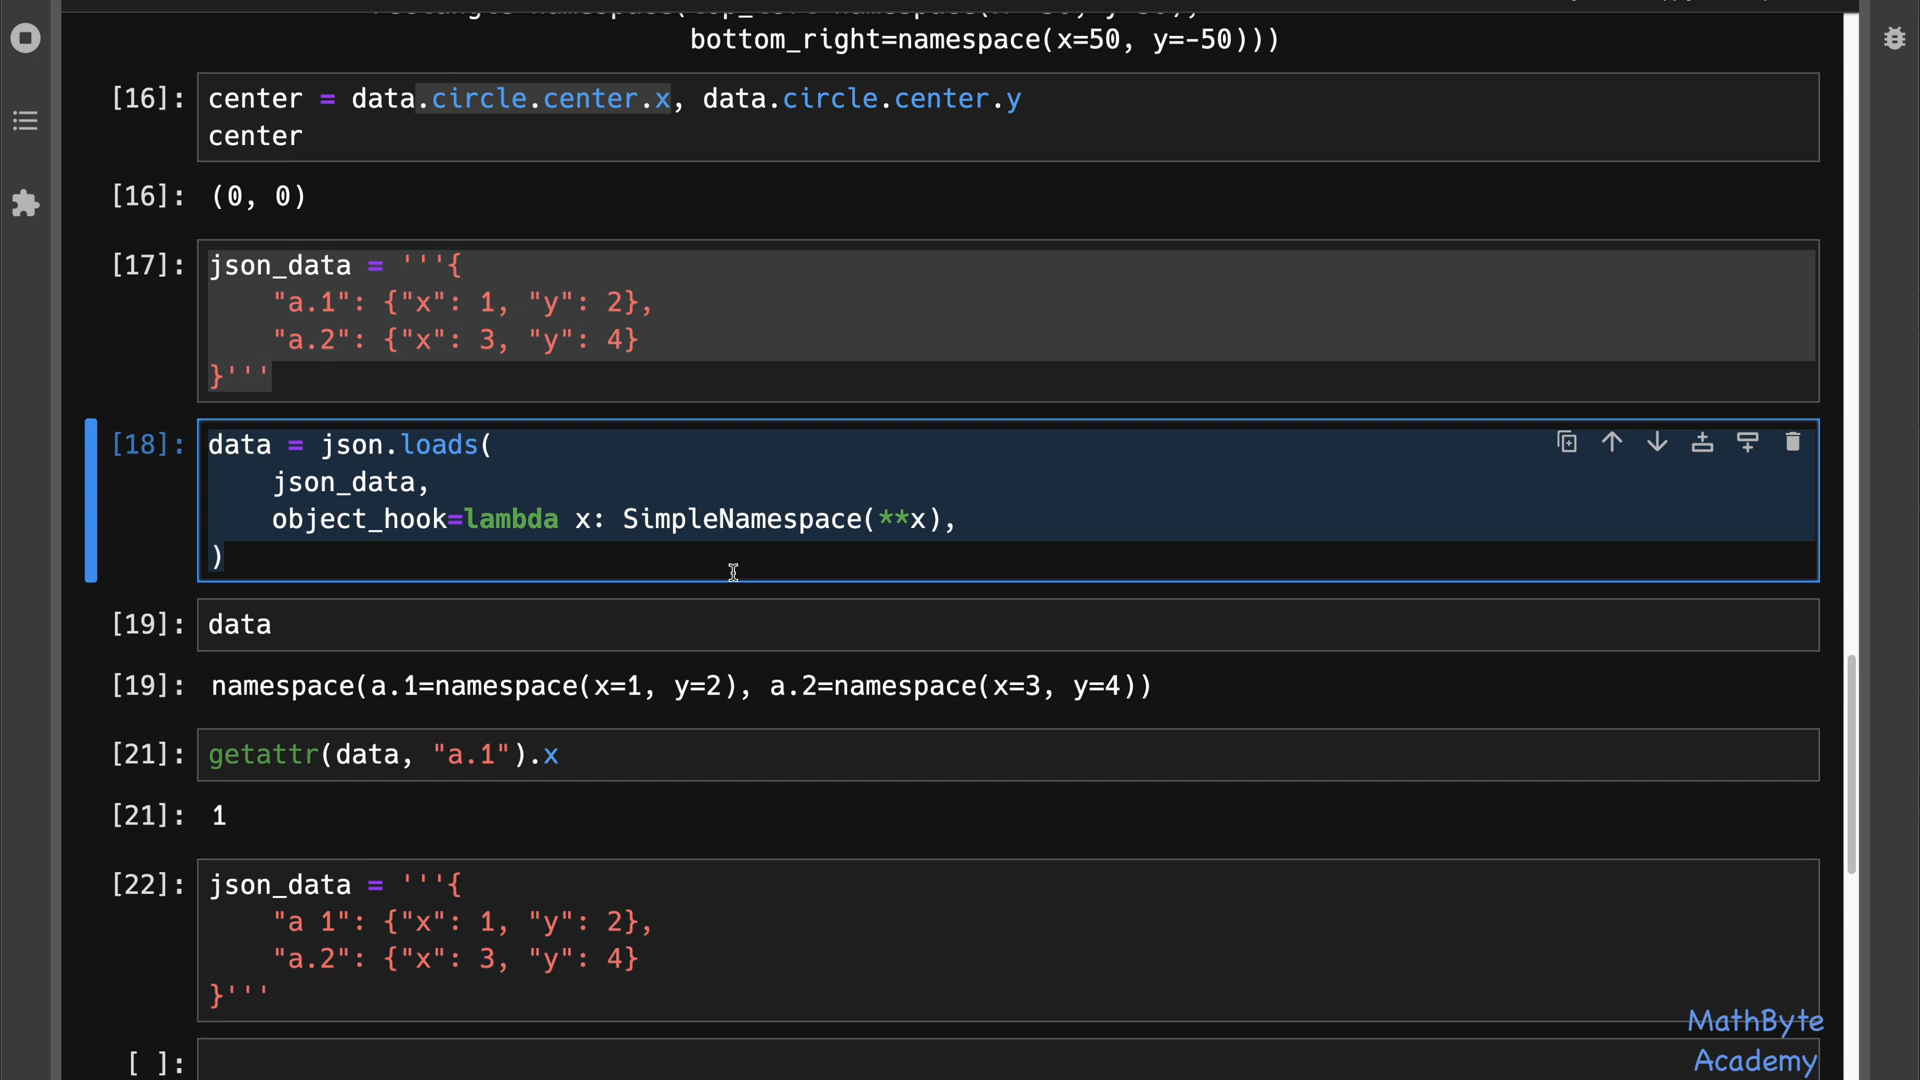 bottom_right=namespace(x=50, y=-50)))
[16]: center = data.circle.center.x, data.circle.center.y
center
[16]: (0, 0)
[17]: json_data = '''{
"a.1": {"x": 1, "y": 2},
"a.2": {"x": 3, "y": 4}
}'''
[18]: data = json.loads(
json_data,
object_hook=lambda x: SimpleNamespace(**x),
)
[19]: data
[19]: namespace(a.1=namespace(x=1, y=2), a.2=namespace(x=3, y=4))
[21]: getattr(data, "a.1").x
[21]: 1
[22]: json_data = '''{
"a 1": {"x": 1, "y": 2},
"a.2": {"x": 3, "y": 4}
}'''
[ ]:
MathByte
Academy